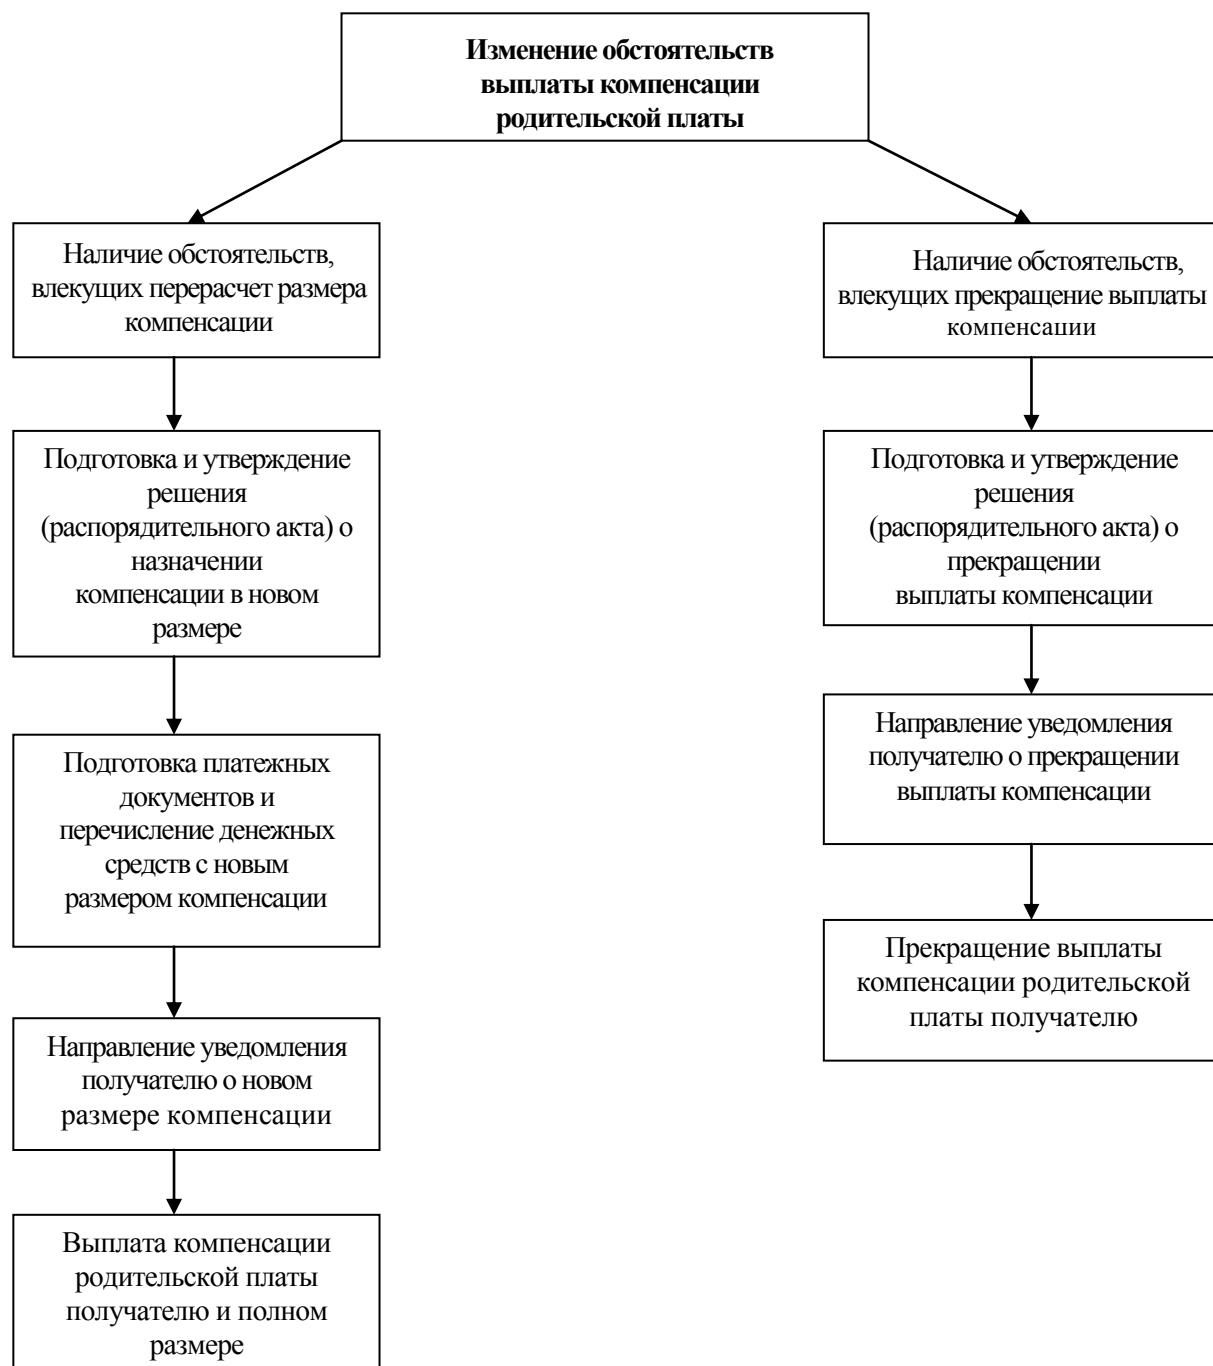 Изменение обстоятельств
выплаты компенсации
родительской платы
Наличие обстоятельств,
влекущих перерасчет размера
компенсации
Подготовка и утверждение
решения
(распорядительного акта) о
назначении
компенсации в новом
размере
Подготовка платежных
документов и
перечисление денежных
средств с новым
размером компенсации
Направление уведомления
получателю о новом
размере компенсации
Выплата компенсации
родительской платы
получателю и полном
размере
Наличие обстоятельств,
влекущих прекращение выплаты
компенсации
Подготовка и утверждение
решения
(распорядительного акта) о
прекращении
выплаты компенсации
Направление уведомления
получателю о прекращении
выплаты компенсации
Прекращение выплаты
компенсации родительской
платы получателю